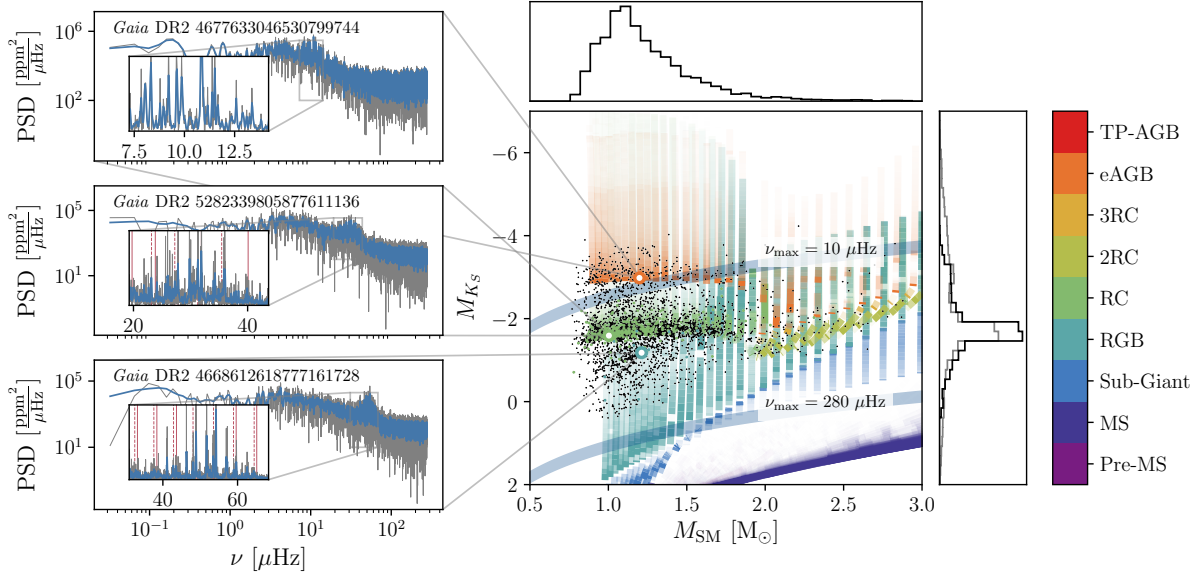 Gaia DR2 4677633046530799744
PSD [ppm²/μHz]
10⁶
10²
7.5 10.0 12.5
Gaia DR2 5282339805877611136
PSD [ppm²/μHz]
10⁵
10¹
20 40
Gaia DR2 4668612618777161728
PSD [ppm²/μHz]
10⁵
10¹
40 60
10⁻¹ 10⁰ 10¹ 10²
ν [μHz]
M_{K_S}
−6
−4
−2
0
2
ν_max = 10 μHz
ν_max = 280 μHz
0.5 1.0 1.5 2.0 2.5 3.0
M_SM [M_⊙]
TP-AGB
eAGB
3RC
2RC
RC
RGB
Sub-Giant
MS
Pre-MS